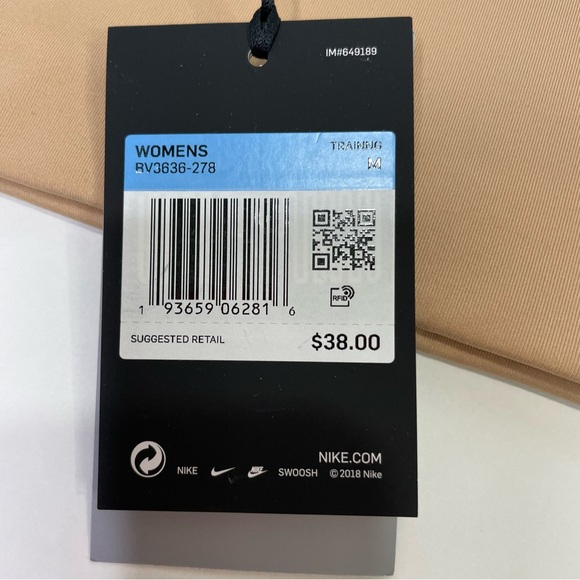 IM#649189
WOMENS
TRAINING
BV3636-278
M
RFID
1 93659 06281 6
SUGGESTED RETAIL
$38.00
NIKE.COM
NIKE NIKE SWOOSH © 2018 Nike